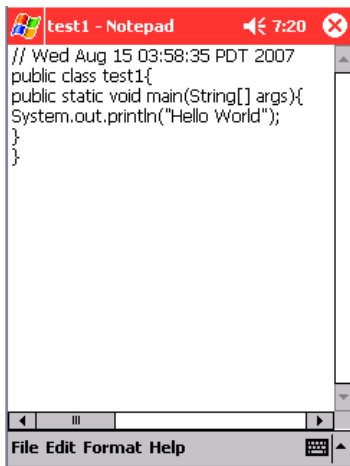 test1 - Notepad 7:20
// Wed Aug 15 03:58:35 PDT 2007
public class test1{
public static void main(String[] args){
System.out.println("Hello World");
}
}
File Edit Format Help